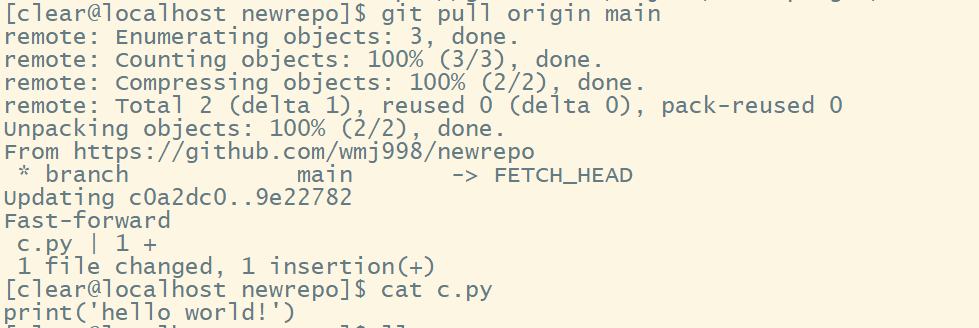 [clear@localhost newrepo]$ git pull origin main
remote: Enumerating objects: 3, done.
remote: Counting objects: 100% (3/3), done.
remote: Compressing objects: 100% (2/2), done.
remote: Total 2 (delta 1), reused 0 (delta 0), pack-reused 0
Unpacking objects: 100% (2/2), done.
From https://github.com/wmj998/newrepo
 * branch            main       -> FETCH_HEAD
Updating c0a2dc0..9e22782
Fast-forward
 c.py | 1 +
 1 file changed, 1 insertion(+)
[clear@localhost newrepo]$ cat c.py
print('hello world!')